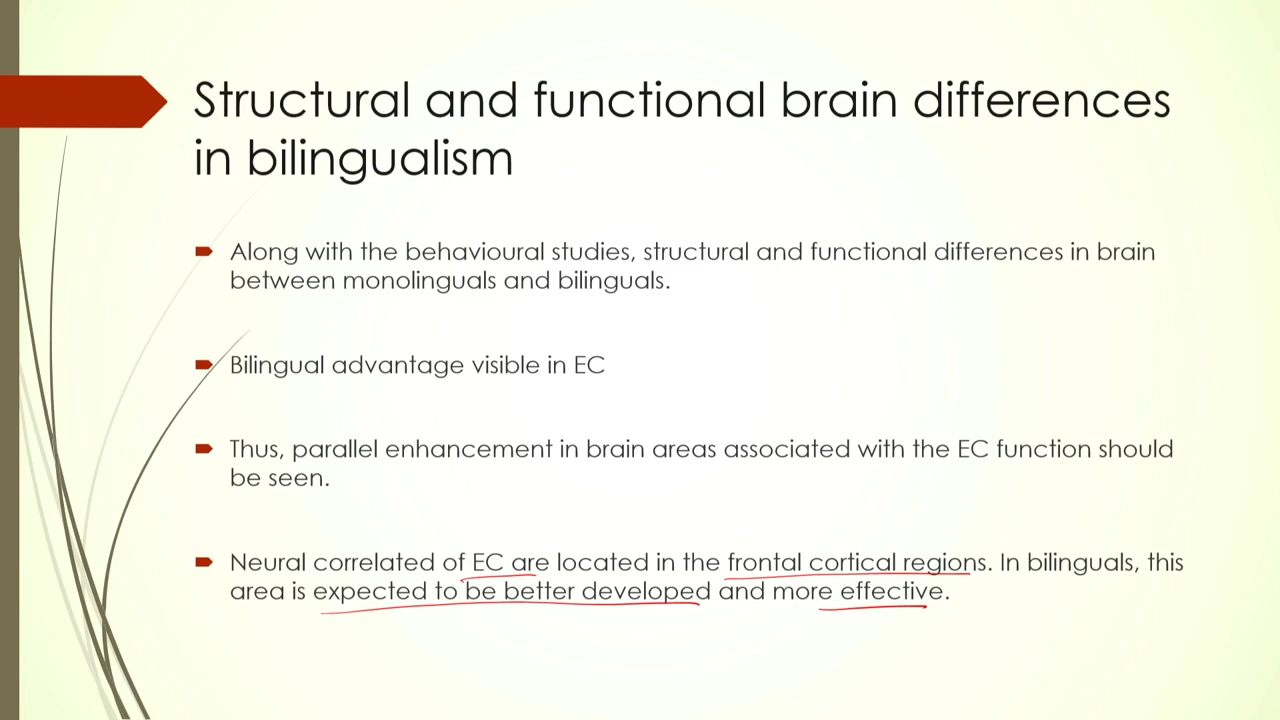 Structural and functional brain differences
in bilingualism
Along with the behavioural studies, structural and functional differences in brain
between monolinguals and bilinguals.
Bilingual advantage visible in EC
Thus, parallel enhancement in brain areas associated with the EC function should
be seen.
Neural correlated of EC are located in the frontal cortical regions. In bilinguals, this
area is expected to be better developed and more effective.